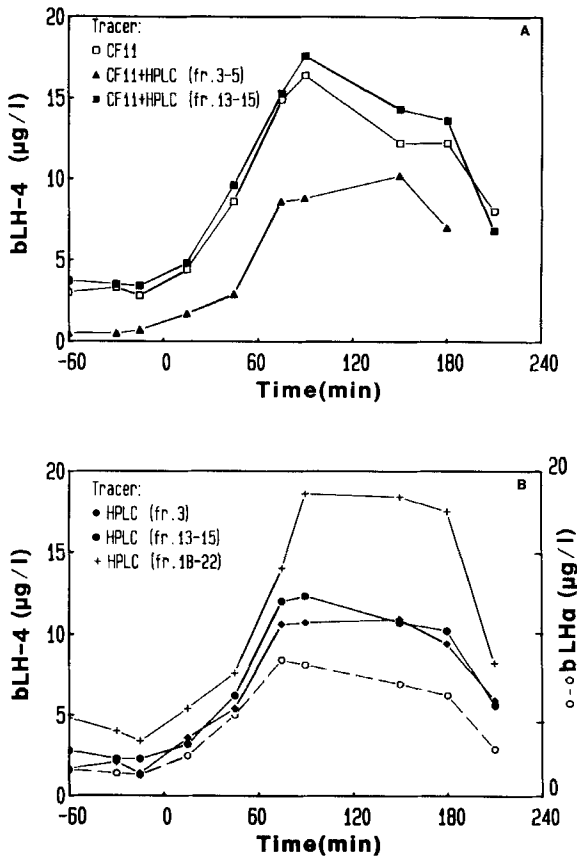 A
Tracer:
□ CF11
▲ CF11+HPLC (fr.3-5)
■ CF11+HPLC (fr.13-15)
bLH-4 (µg/l)
20
15
10
5
0
-60 0 60 120 180 240
Time(min)
B
Tracer:
◆ HPLC (fr.3)
● HPLC (fr.13-15)
+ HPLC (fr.18-22)
bLH-4 (µg/l)
20
15
10
5
0
-60 0 60 120 180 240
Time(min)
20
0
o-o bLHα (µg/l)